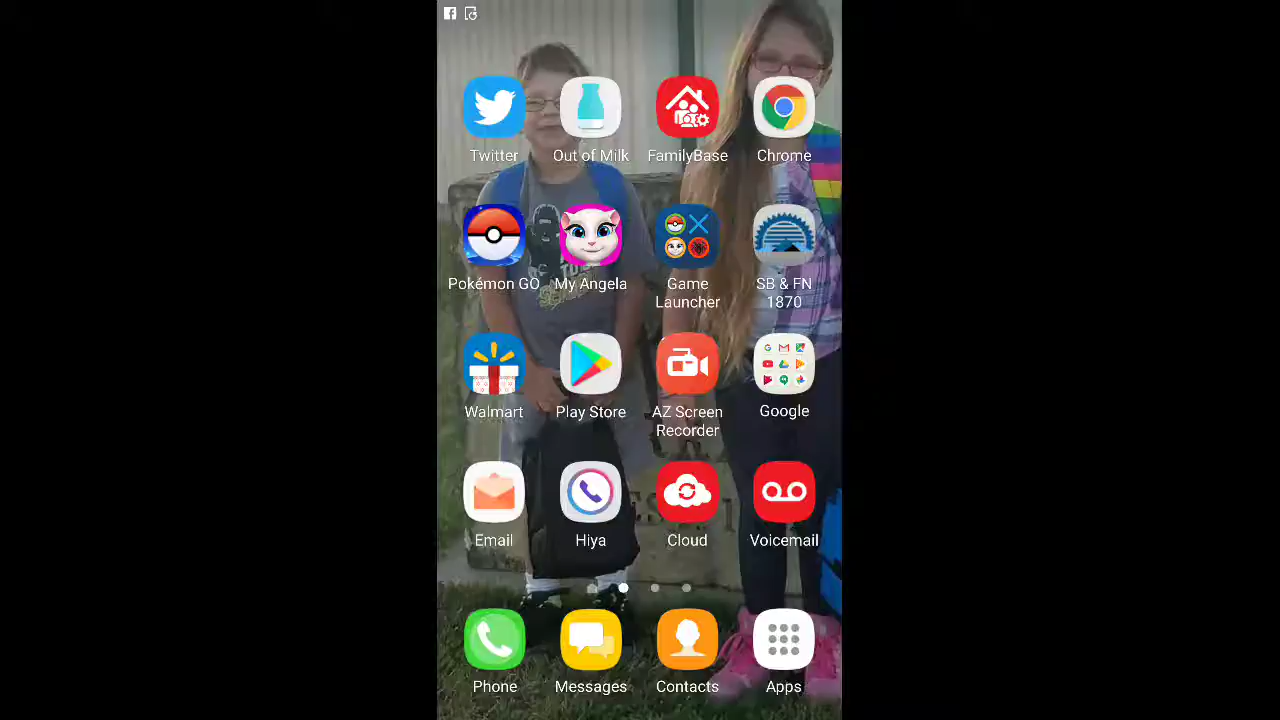 Twitter
Out of Milk
FamilyBase
Chrome
Pokémon GO
My Angela
Game
Launcher
SB & FN
1870
Walmart
Play Store
AZ Screen
Recorder
Google
Email
Hiya
Cloud
Voicemail
Phone
Messages
Contacts
Apps